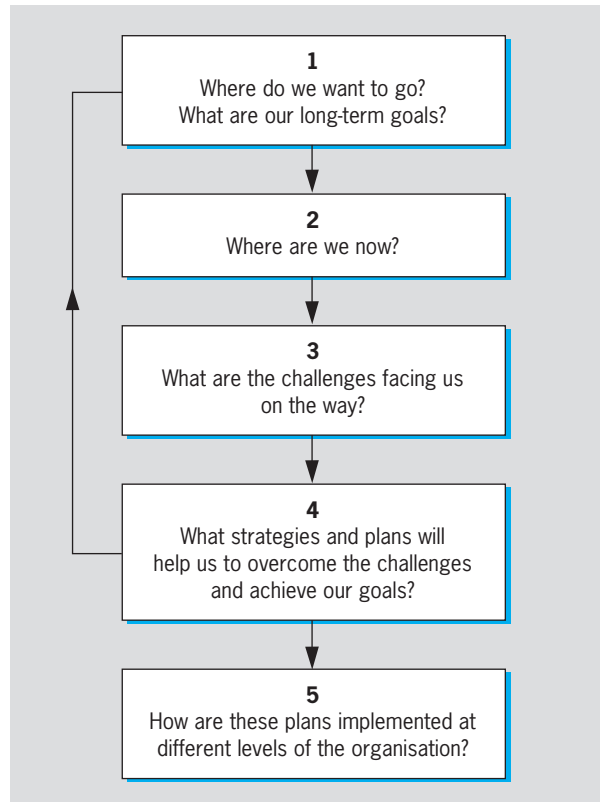 1
Where do we want to go?
What are our long-term goals?
2
Where are we now?
3
What are the challenges facing us
on the way?
4
What strategies and plans will
help us to overcome the challenges
and achieve our goals?
5
How are these plans implemented at
different levels of the organisation?